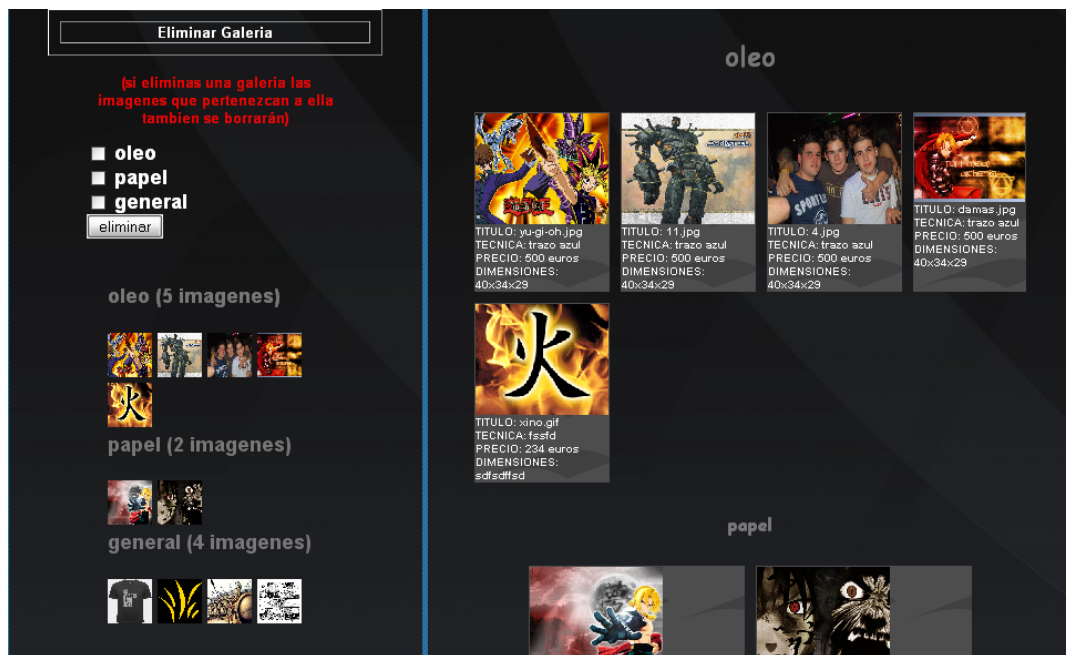 Eliminar Galeria
(si eliminas una galeria las
imagenes que pertenezcan a ella
tambien se borrarán)
oleo
papel
general
eliminar
oleo (5 imagenes)
火
papel (2 imagenes)
general (4 imagenes)
oleo
TITULO: yu-gi-oh.jpg
TECNICA: trazo azul
PRECIO: 500 euros
DIMENSIONES:
40x34x29
TITULO: 11.jpg
TECNICA: trazo azul
PRECIO: 500 euros
DIMENSIONES:
40x34x29
SPORT
TITULO: 4.jpg
TECNICA: trazo azul
PRECIO: 500 euros
DIMENSIONES:
40x34x29
TITULO: damas.jpg
TECNICA: trazo azul
PRECIO: 500 euros
DIMENSIONES:
40x34x29
火
TITULO: xino.gif
TECNICA: fssfd
PRECIO: 234 euros
DIMENSIONES:
sdfsdffsd
papel